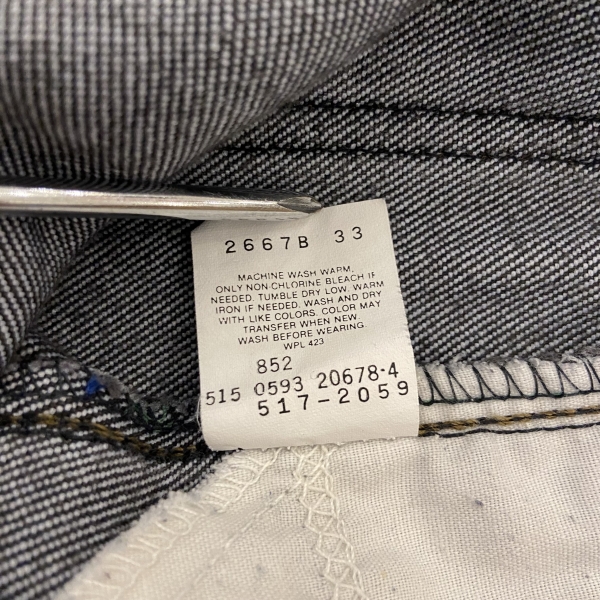 2667B 33
MACHINE WASH WARM,
ONLY NON-CHLORINE BLEACH IF
NEEDED. TUMBLE DRY LOW. WARM
IRON IF NEEDED. WASH AND DRY
WITH LIKE COLORS. COLOR MAY
TRANSFER WHEN NEW.
WASH BEFORE WEARING
WPL 423
852
515 0593 20678·4
517-2059